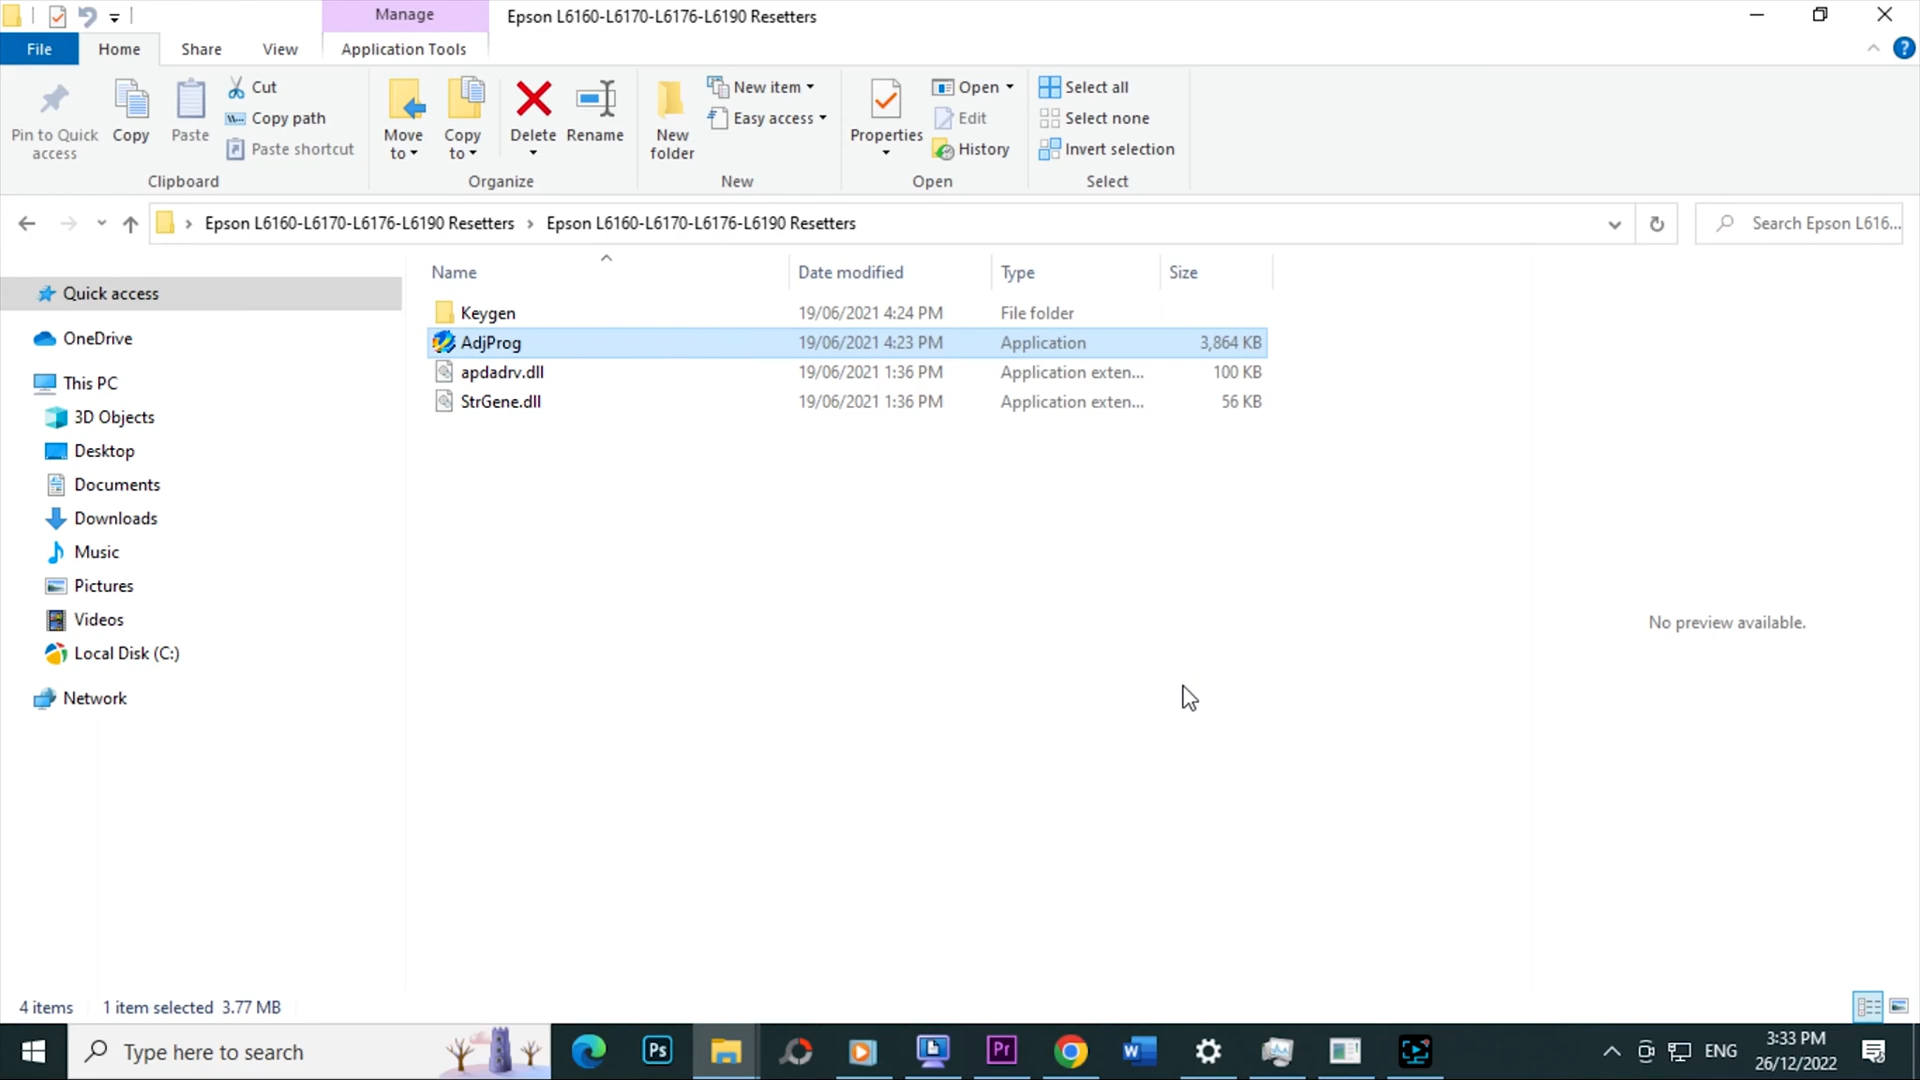 Manage
Epson L6160-L6170-L6176-L6190 Resetters
File
Home
Share
View
Application Tools
?
Pin to Quick access
Copy
Paste
Cut
Copy path
Paste shortcut
Move to
Copy to
Delete
Rename
New folder
New item
Easy access
Properties
Open
Edit
History
Select all
Select none
Invert selection
Clipboard
Organize
New
Open
Select
Epson L6160-L6170-L6176-L6190 Resetters
Epson L6160-L6170-L6176-L6190 Resetters
Search Epson L616...
Name
Date modified
Type
Size
Keygen
19/06/2021 4:24 PM
File folder
AdjProg
19/06/2021 4:23 PM
Application
3,864 KB
apdadrv.dll
19/06/2021 1:36 PM
Application exten...
100 KB
StrGene.dll
19/06/2021 1:36 PM
Application exten...
56 KB
Quick access
OneDrive
This PC
3D Objects
Desktop
Documents
Downloads
Music
Pictures
Videos
Local Disk (C:)
Network
No preview available.
4 items
1 item selected 3.77 MB
Type here to search
Ps
Pr
W
ENG
3:33 PM
26/12/2022